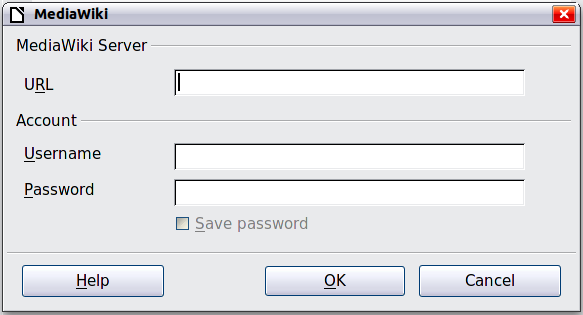 MediaWiki
MediaWiki Server
URL
Account
Username
Password
Save password
Help OK Cancel